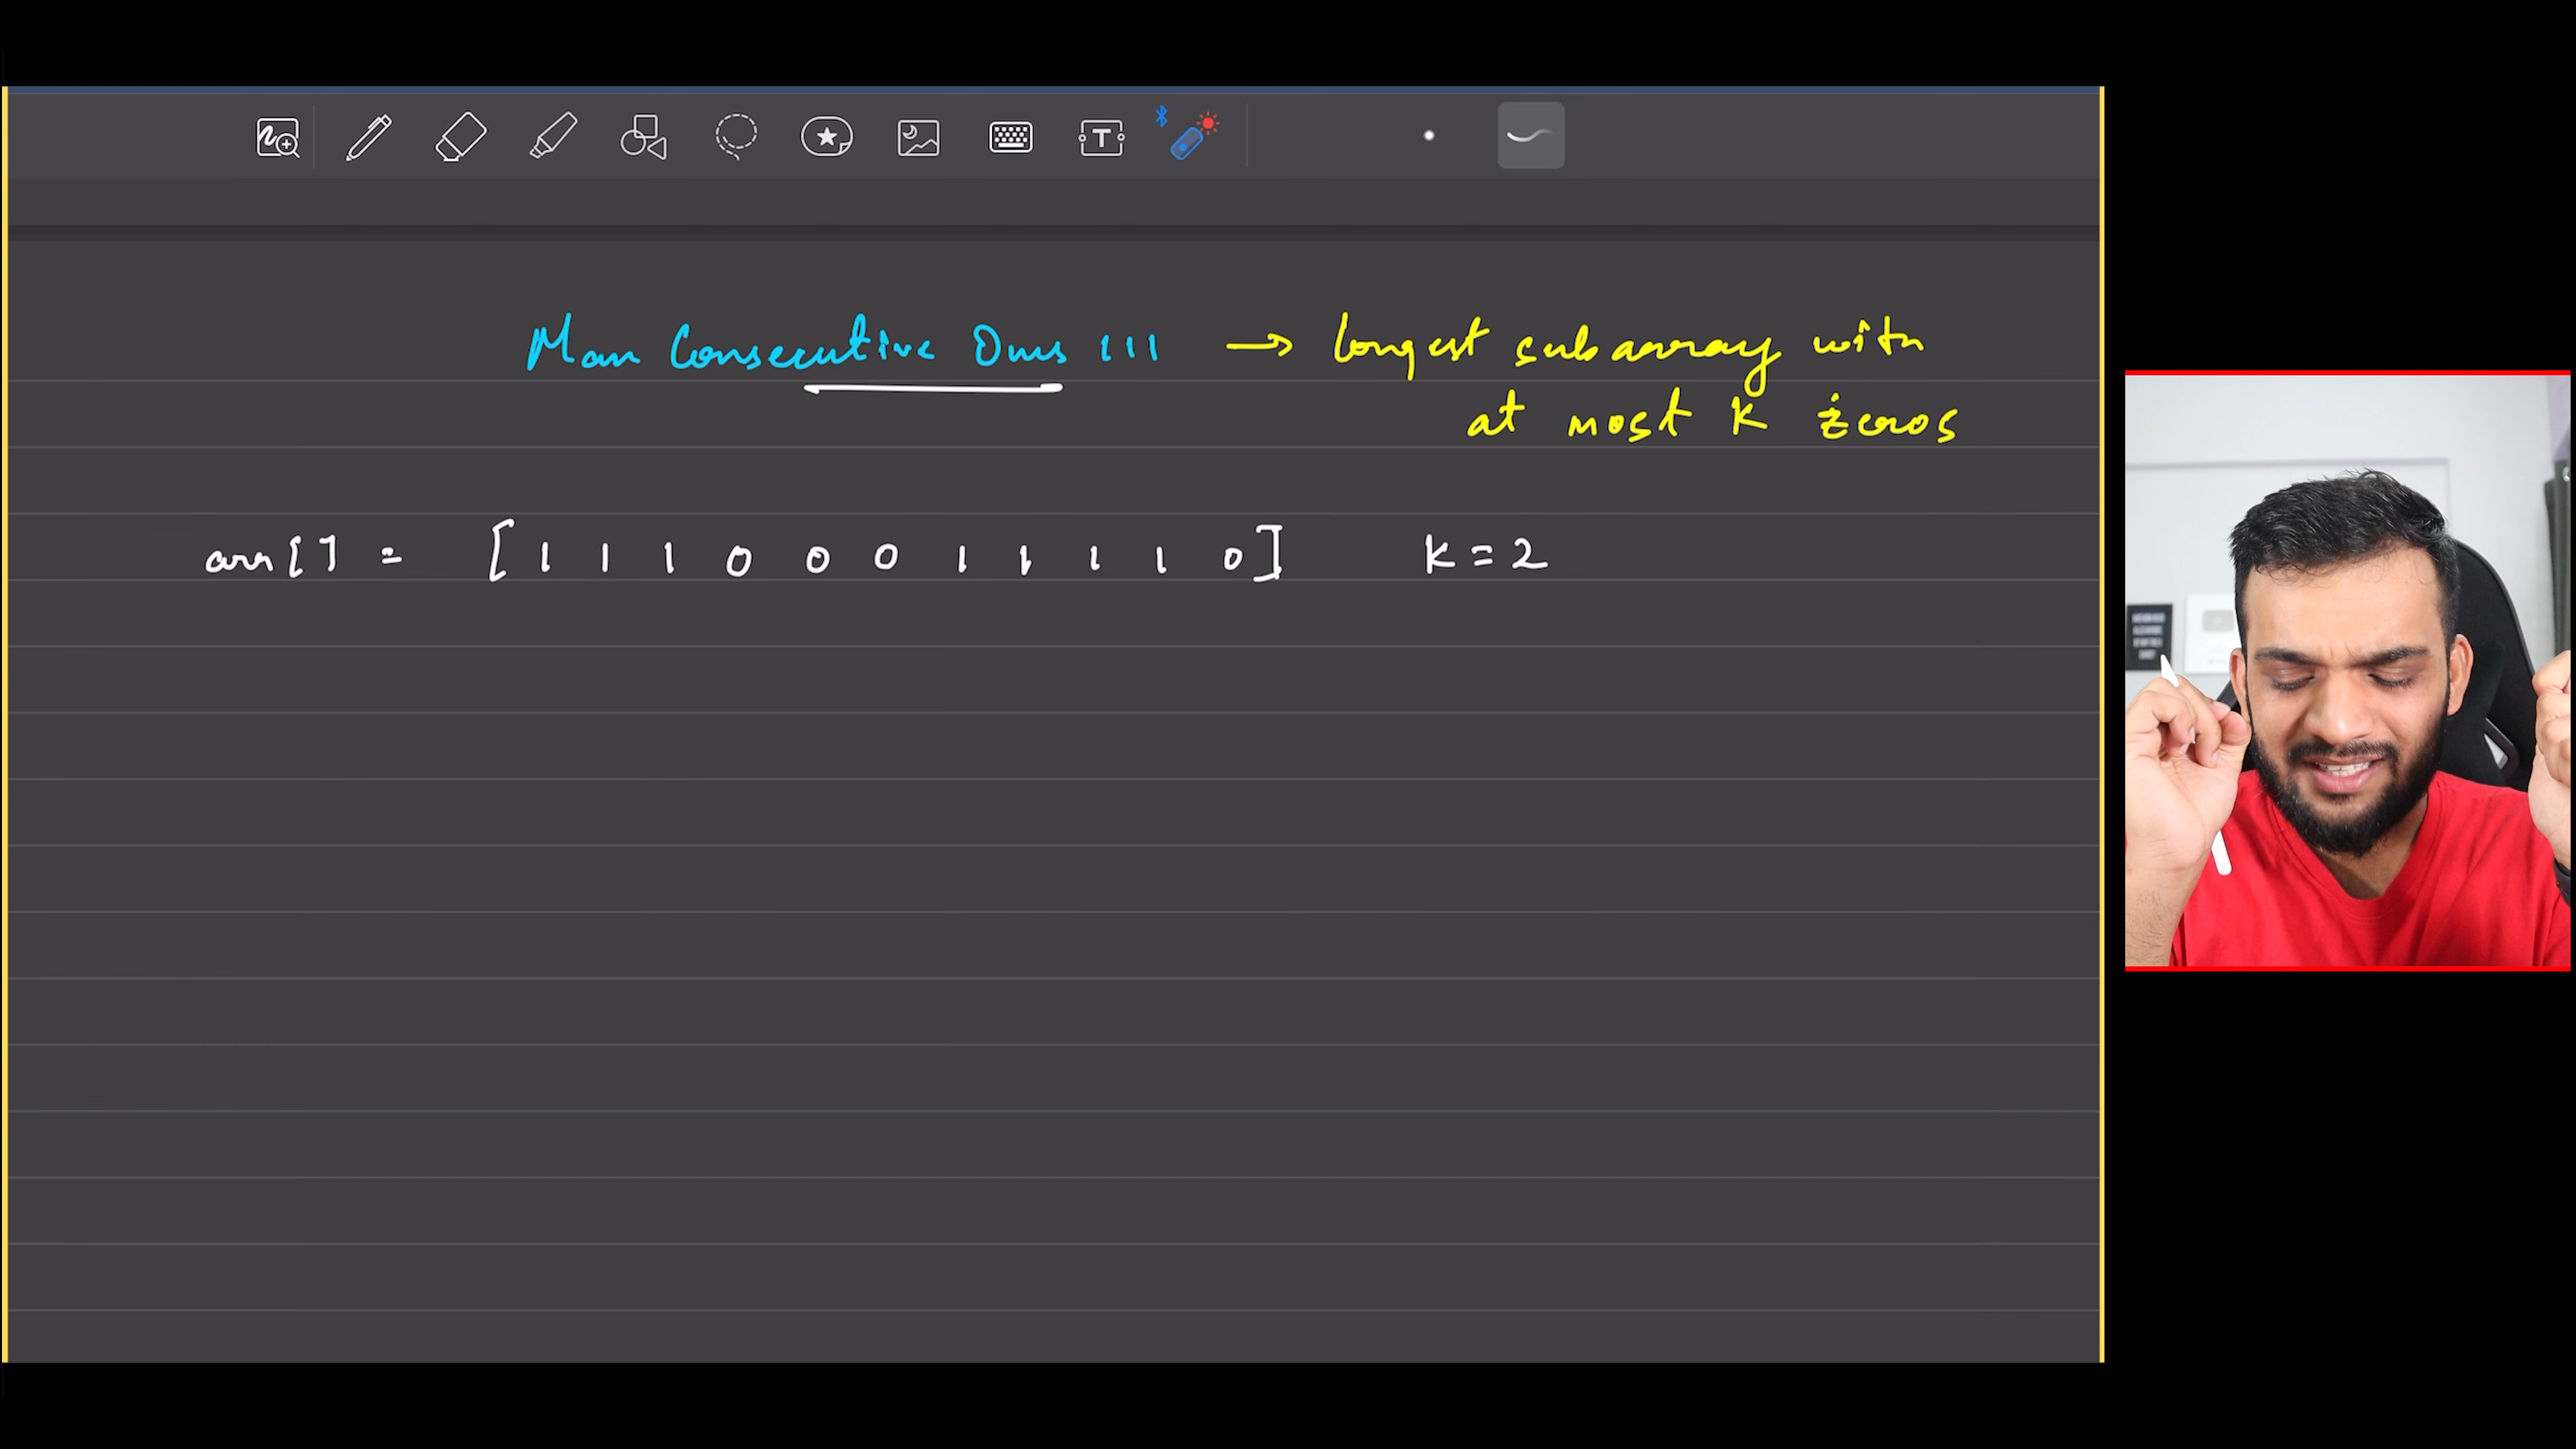 Max Consecutive Ones III → Longest subarray with
at most K zeros
arr[] = [ 1 1 1 0 0 0 1 1 1 1 0 ] K = 2
T